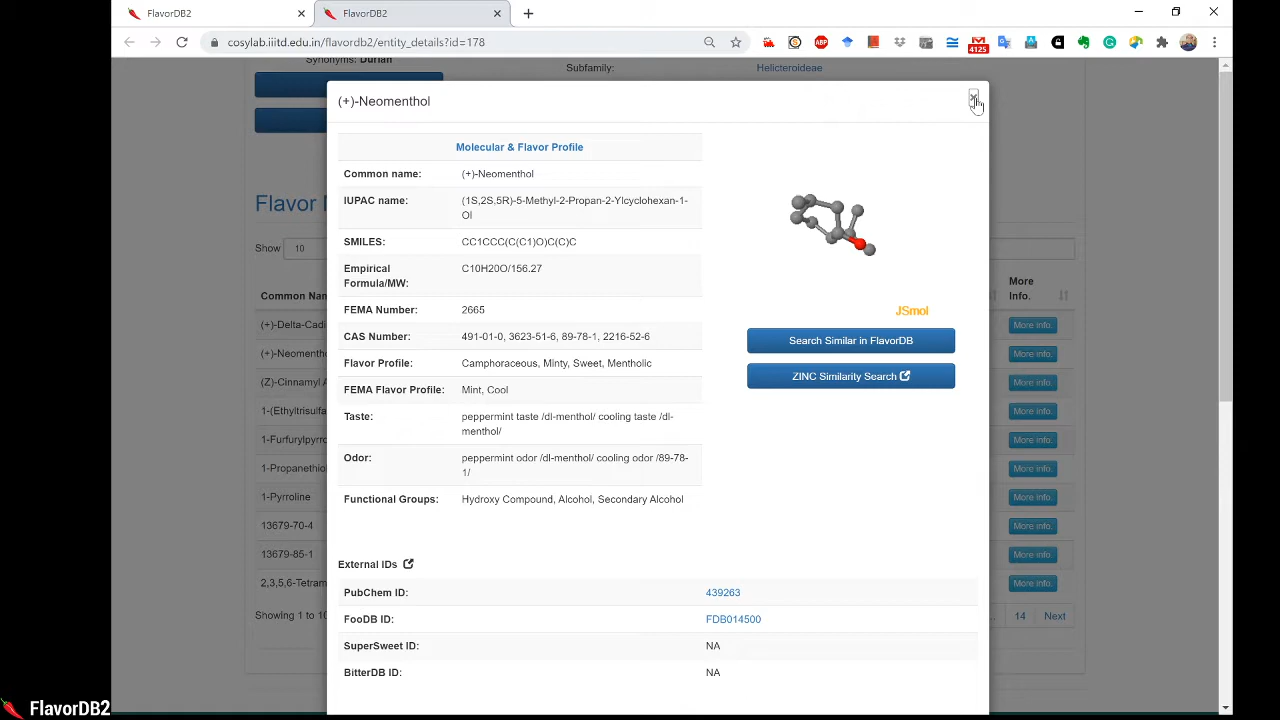 FlavorDB2
FlavorDB2
cosylab.iiitd.edu.in/flavordb2/entity_details?id=178
ABP
4125
Synonyms: Durian
Subfamily:
Helicteroideae
(+)-Neomenthol
Molecular & Flavor Profile
Common name: (+)-Neomenthol
IUPAC name: (1S,2S,5R)-5-Methyl-2-Propan-2-Ylcyclohexan-1-
Ol
SMILES: CC1CCC(C(C1)O)C(C)C
Empirical
Formula/MW:
C10H20O/156.27
FEMA Number: 2665
CAS Number: 491-01-0, 3623-51-6, 89-78-1, 2216-52-6
Flavor Profile: Camphoraceous, Minty, Sweet, Mentholic
FEMA Flavor Profile: Mint, Cool
Taste: peppermint taste /dl-menthol/ cooling taste /dl-
menthol/
Odor: peppermint odor /dl-menthol/ cooling odor /89-78-
1/
Functional Groups: Hydroxy Compound, Alcohol, Secondary Alcohol
JSmol
Search Similar in FlavorDB
ZINC Similarity Search
External IDs
PubChem ID: 439263
FooDB ID: FDB014500
SuperSweet ID: NA
BitterDB ID: NA
Flavor
Show 10
Common Na
More
Info.
(+)-Delta-Cadi More info.
(+)-Neomenth More info.
(Z)-Cinnamyl More info.
1-(Ethyltrisulfa More info.
1-Furfurylpyrr More info.
1-Propanethio More info.
1-Pyrroline More info.
13679-70-4 More info.
13679-85-1 More info.
2,3,5,6-Tetram More info.
Showing 1 to 10
... 14 Next
FlavorDB2